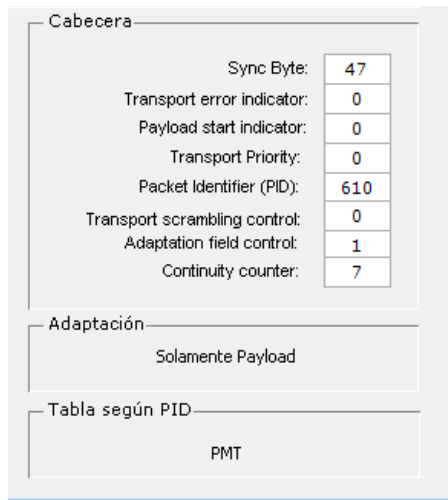 Cabecera
Sync Byte: 47
Transport error indicator: 0
Payload start indicator: 0
Transport Priority: 0
Packet Identifier (PID): 610
Transport scrambling control: 0
Adaptation field control: 1
Continuity counter: 7
Adaptación
Solamente Payload
Tabla según PID
PMT